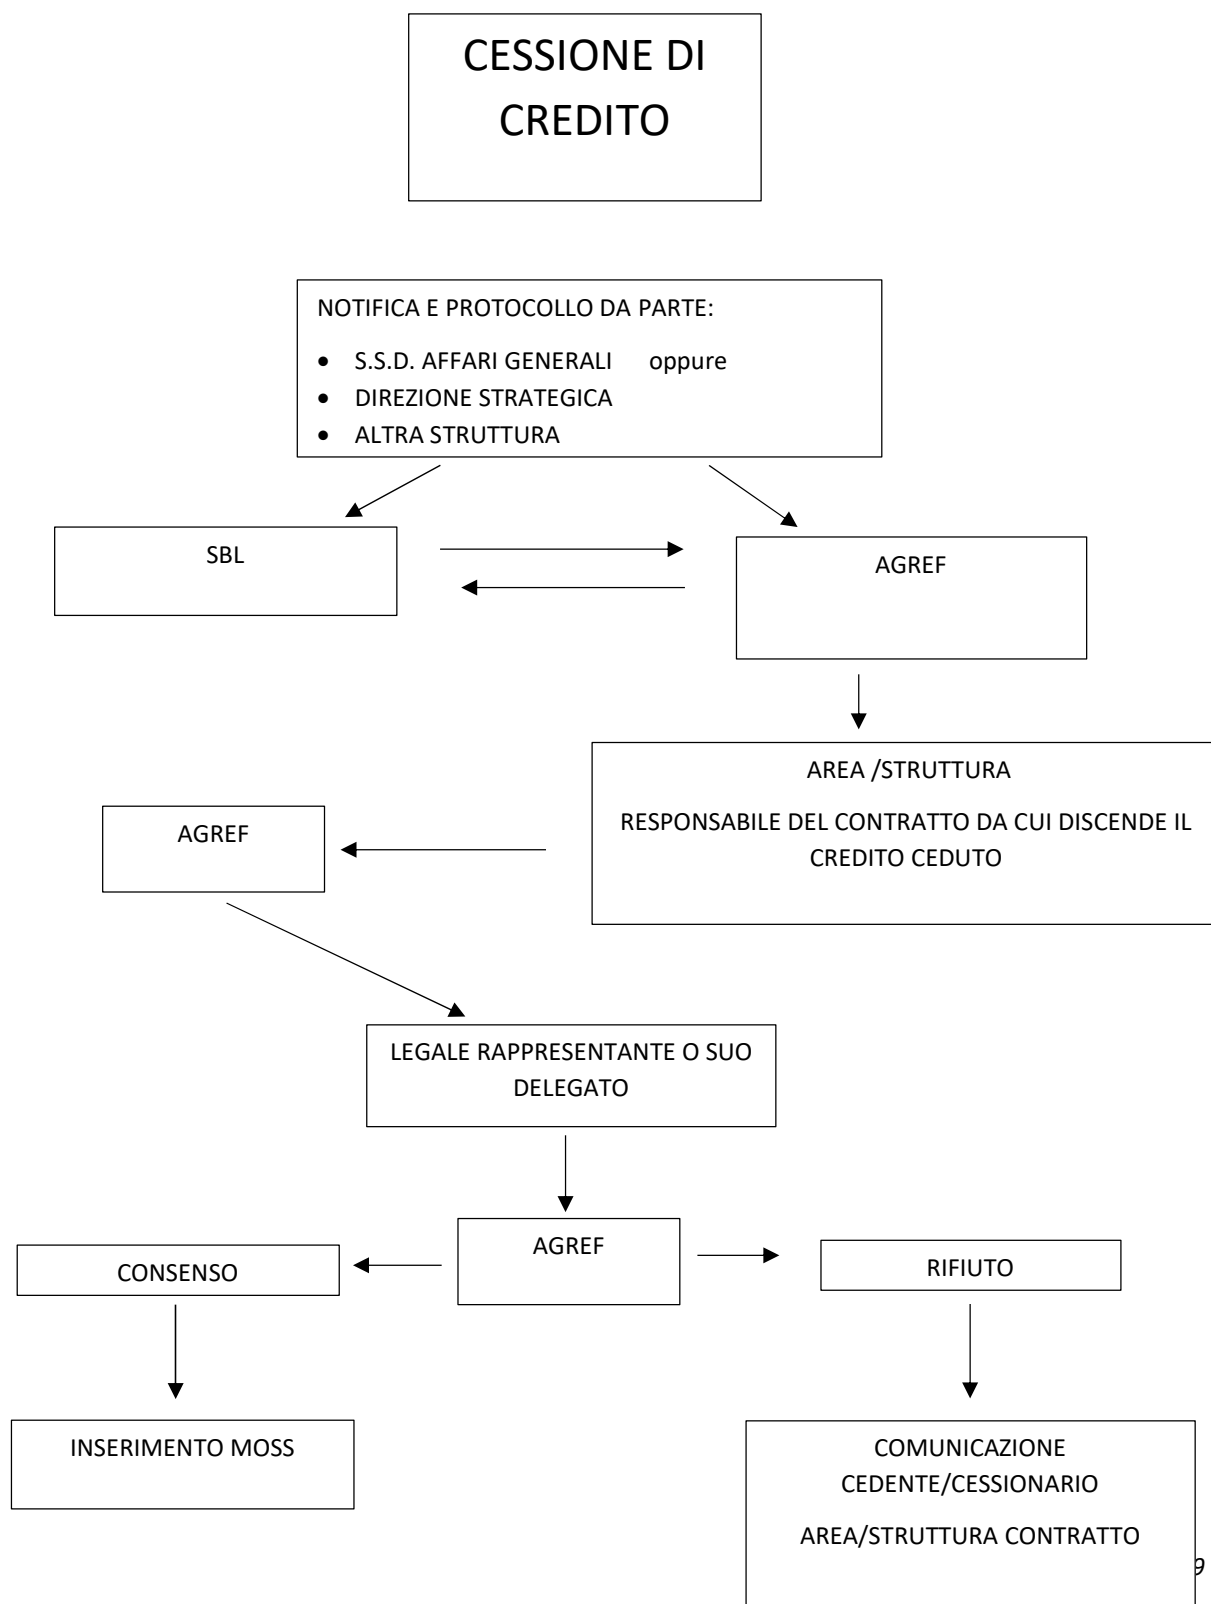 CESSIONE DI
CREDITO
NOTIFICA E PROTOCOLLO DA PARTE:
• S.S.D. AFFARI GENERALI oppure
• DIREZIONE STRATEGICA
• ALTRA STRUTTURA
SBL
AGREF
AREA /STRUTTURA
RESPONSABILE DEL CONTRATTO DA CUI DISCENDE IL
CREDITO CEDUTO
AGREF
LEGALE RAPPRESENTANTE O SUO
DELEGATO
AGREF
CONSENSO
RIFIUTO
INSERIMENTO MOSS
COMUNICAZIONE
CEDENTE/CESSIONARIO
AREA/STRUTTURA CONTRATTO
9